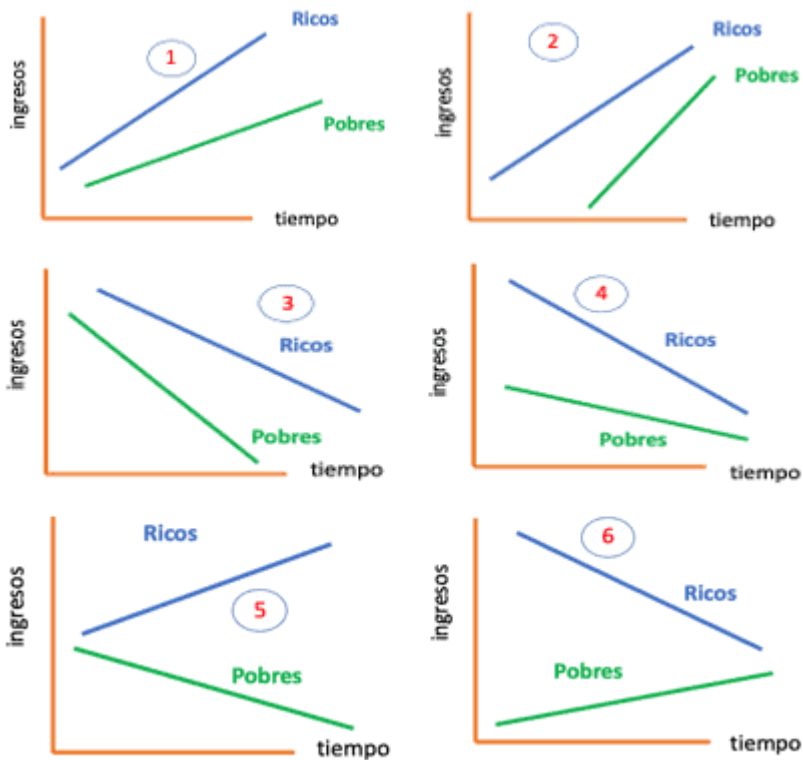 Ricos
1
ingresos
Pobres
tiempo
Ricos
2
Pobres
ingresos
tiempo
3
Ricos
ingresos
Pobres
tiempo
4
Ricos
ingresos
Pobres
tiempo
Ricos
5
ingresos
Pobres
tiempo
6
Ricos
ingresos
Pobres
tiempo